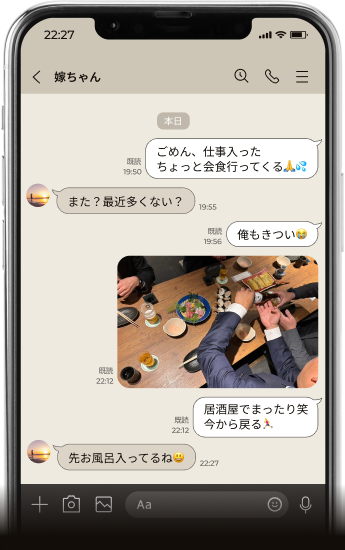 22:27
嫁ちゃん
本日
ごめん、仕事入った
ちょっと会食行ってくる🙏💦
既読
19:50
また？最近多くない？
19:55
俺もきつい😭
既読
19:56
既読
22:12
居酒屋でまったり笑
今から戻る🏃
既読
22:12
先お風呂入ってるね😀
22:27
Aa